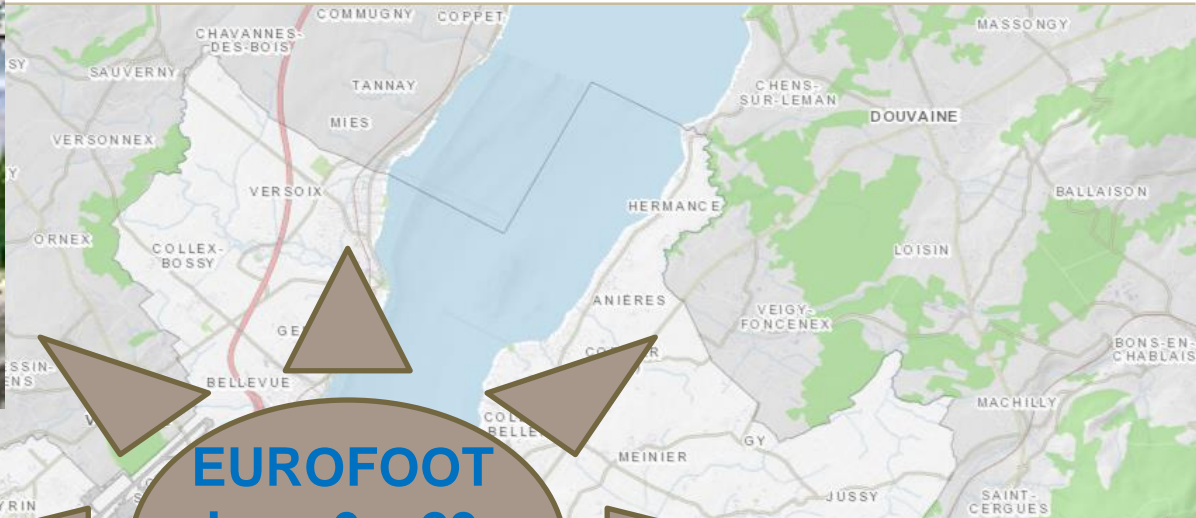 COMMUGNY
COPPET
MASSONGY
CHAVANNES-
DES-BOIS
SAUVERNY
TANNAY
CHENS-
SUR-LEMAN
DOUVAINE
MIES
VERSONNEX
VERSOIX
BALLAISON
HERMANCE
ORNEX
COLLEX-
BOSSY
LOISIN
ANIÈRES
VEIGY-
FONCENEX
BONS-EN-
CHABLAIS
BELLEVUE
MACHILLY
GY
MEINIER
EUROFOOT
JUSSY
SAINT-
CERGUES